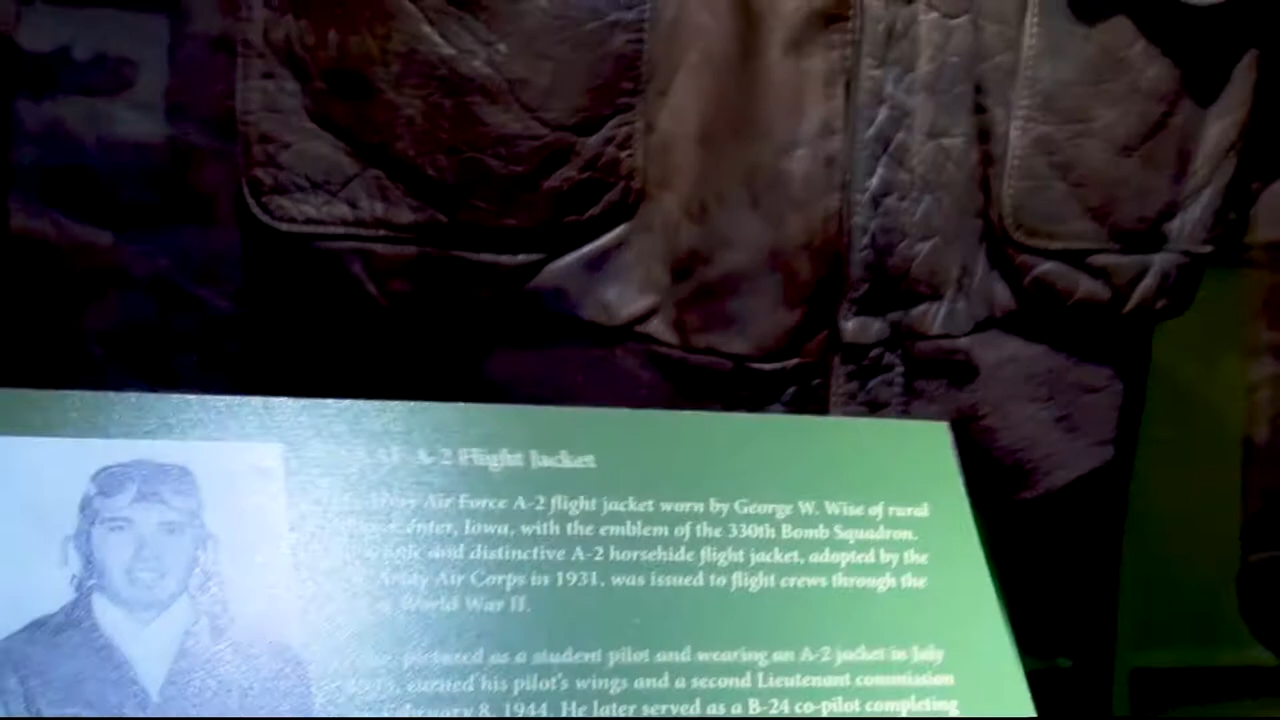 A-2 Flight Jacket
Army Air Force A-2 flight jacket worn by George W. Wise of rural
Center, Iowa, with the emblem of the 330th Bomb Squadron.
and distinctive A-2 horsehide flight jacket, adopted by the
Army Air Corps in 1931, was issued to flight crews through the
World War II.
pictured as a student pilot and wearing an A-2 jacket in July
earned his pilot's wings and a second Lieutenant commission
February 8, 1944. He later served as a B-24 co-pilot completing